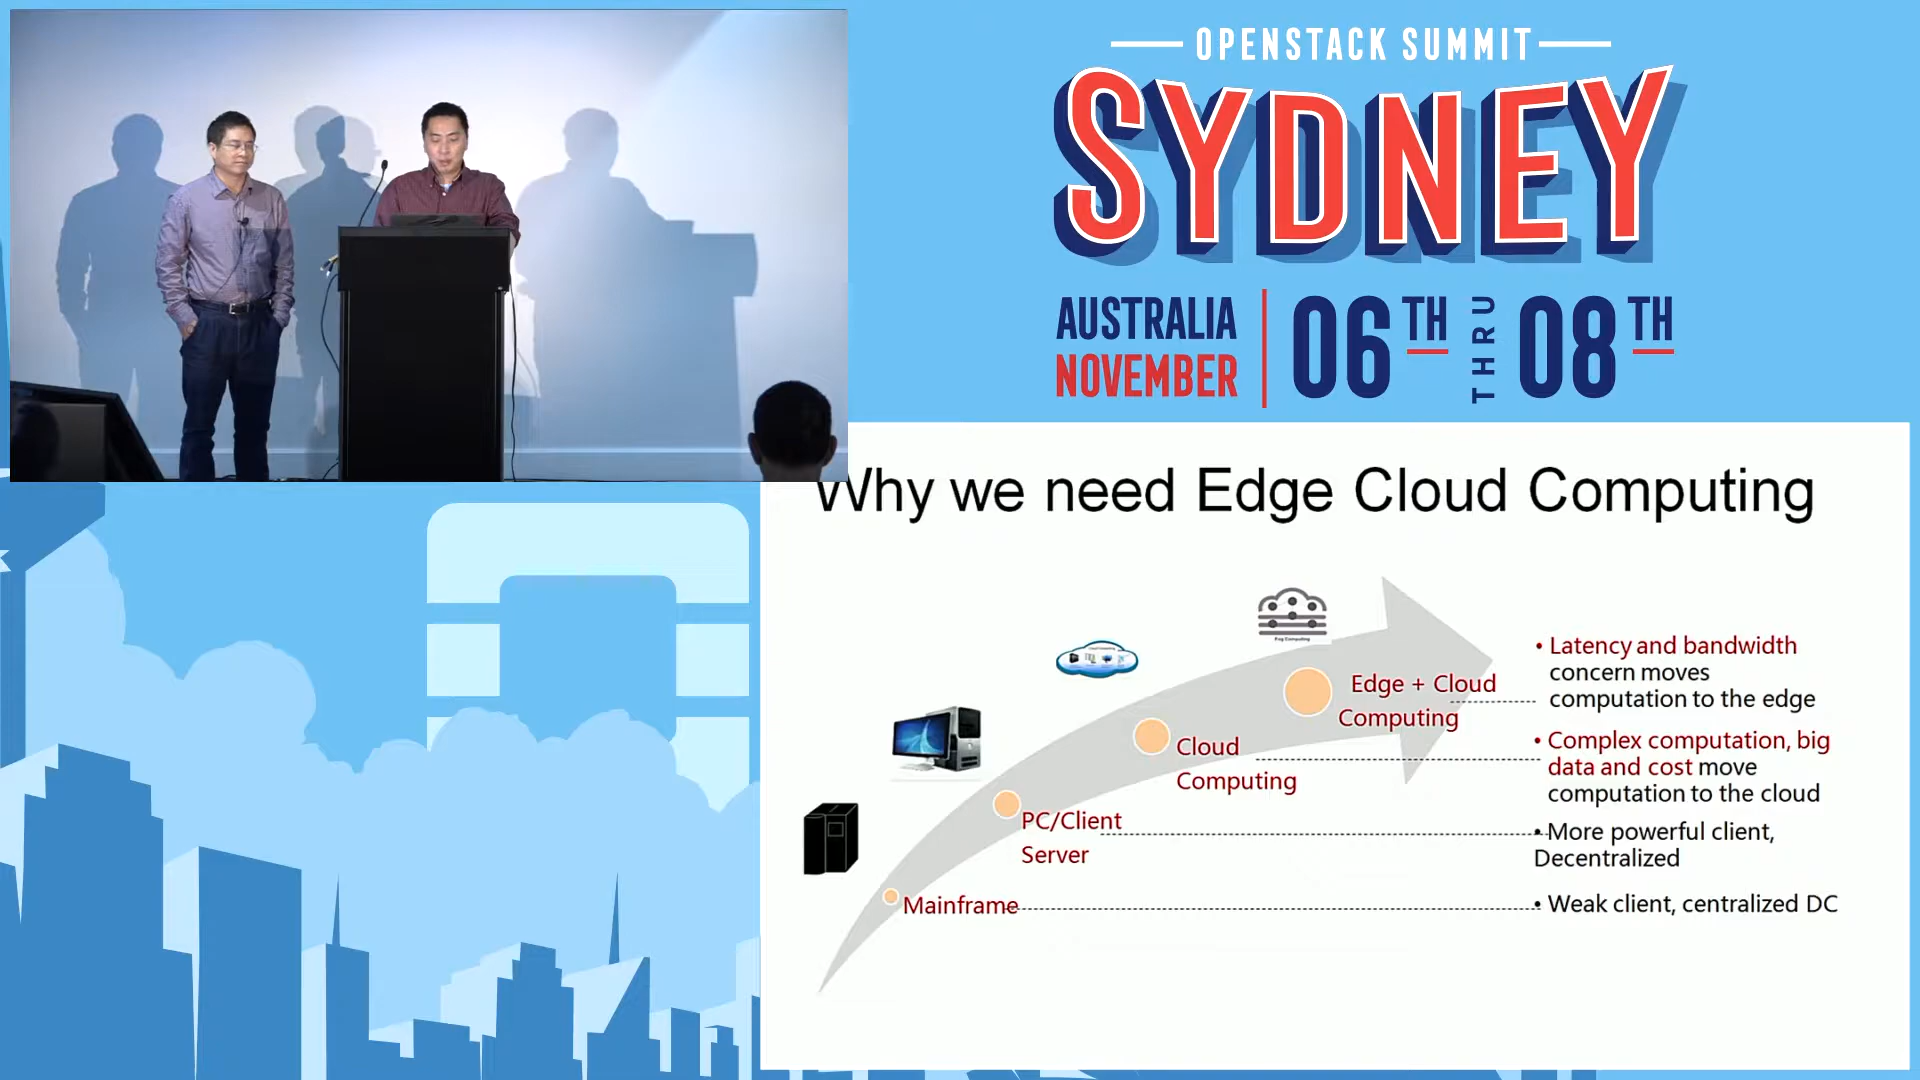 OPENSTACK SUMMIT
SYDNEY
AUSTRALIA
NOVEMBER
06TH THRU 08TH
Why we need Edge Cloud Computing
Fog Computing
Edge + Cloud
Computing
Cloud
Computing
PC/Client
Server
Mainframe
• Latency and bandwidth
concern moves
computation to the edge
• Complex computation, big
data and cost move
computation to the cloud
• More powerful client,
Decentralized
• Weak client, centralized DC